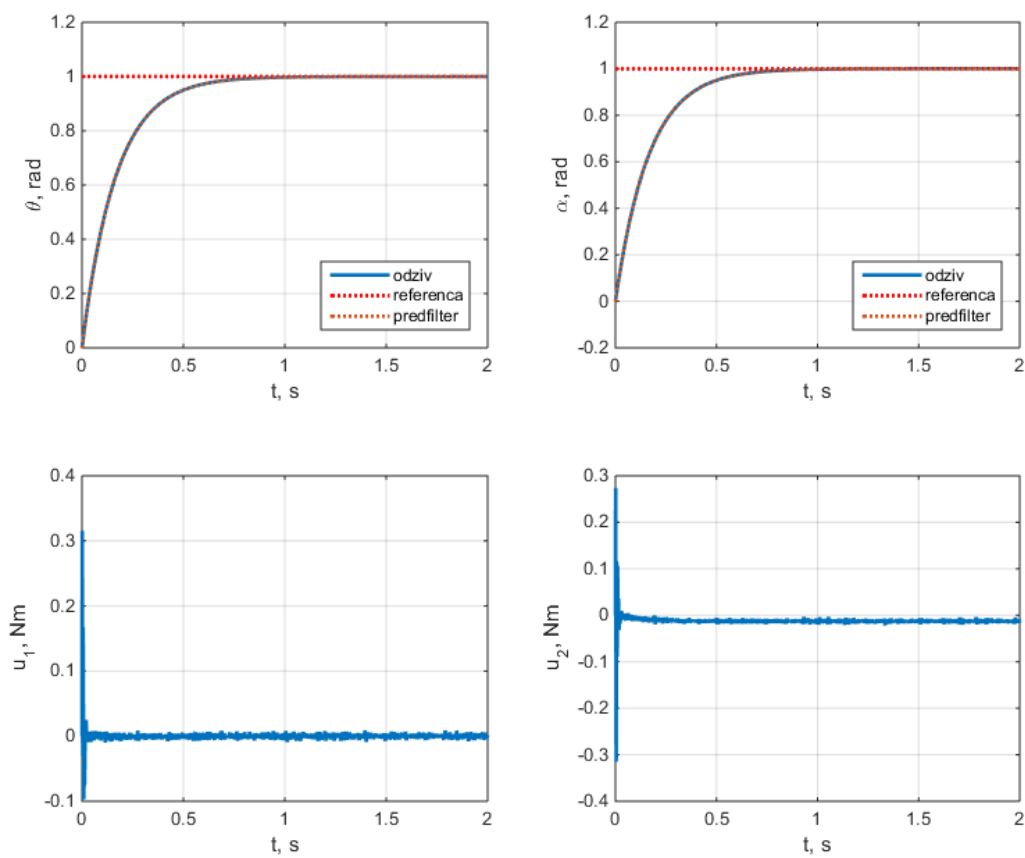 1.2
1
0.8
0.6
0.4
0.2
0
θ, rad
0 0.5 1 1.5 2
t, s
odziv
referenca
predfilter
1.2
1
0.8
0.6
0.4
0.2
0
-0.2
α, rad
0 0.5 1 1.5 2
t, s
odziv
referenca
predfilter
0.4
0.3
0.2
0.1
0
-0.1
u₁, Nm
0 0.5 1 1.5 2
t, s
0.3
0.2
0.1
0
-0.1
-0.2
-0.3
-0.4
u₂, Nm
0 0.5 1 1.5 2
t, s